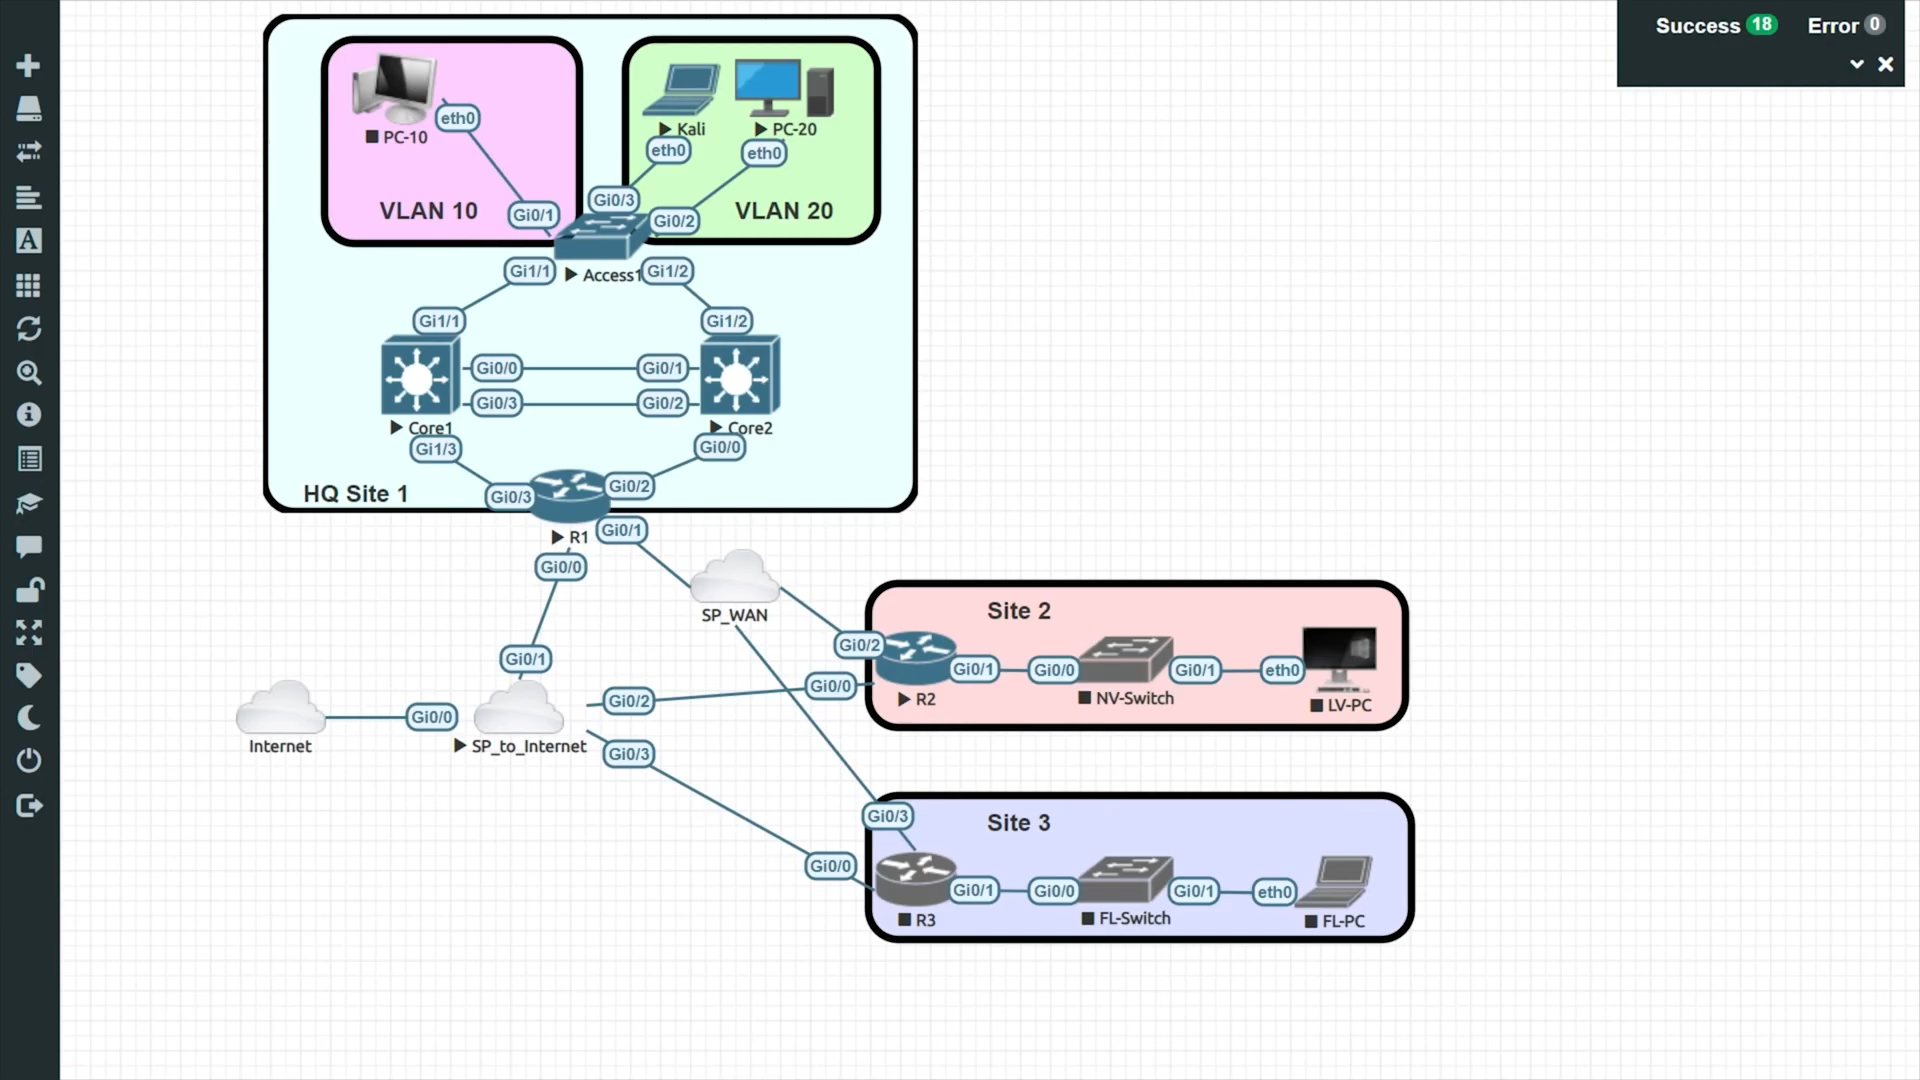 Success 18 Error 0
PC-10
eth0
Kali
PC-20
eth0
eth0
VLAN 10
VLAN 20
Gi0/1
Gi0/3
Gi0/2
Gi1/1
Access1
Gi1/2
Gi1/1
Gi1/2
Gi0/0
Gi0/1
Gi0/3
Gi0/2
Core1
Core2
Gi1/3
Gi0/0
HQ Site 1
Gi0/3
Gi0/2
R1
Gi0/1
Gi0/0
SP_WAN
Site 2
Gi0/1
Gi0/2
Gi0/1
Gi0/0
Gi0/1
eth0
Gi0/2
Gi0/0
R2
NV-Switch
LV-PC
Gi0/0
Internet
SP_to_Internet
Gi0/3
Site 3
Gi0/3
Gi0/0
Gi0/1
Gi0/0
Gi0/1
eth0
R3
FL-Switch
FL-PC